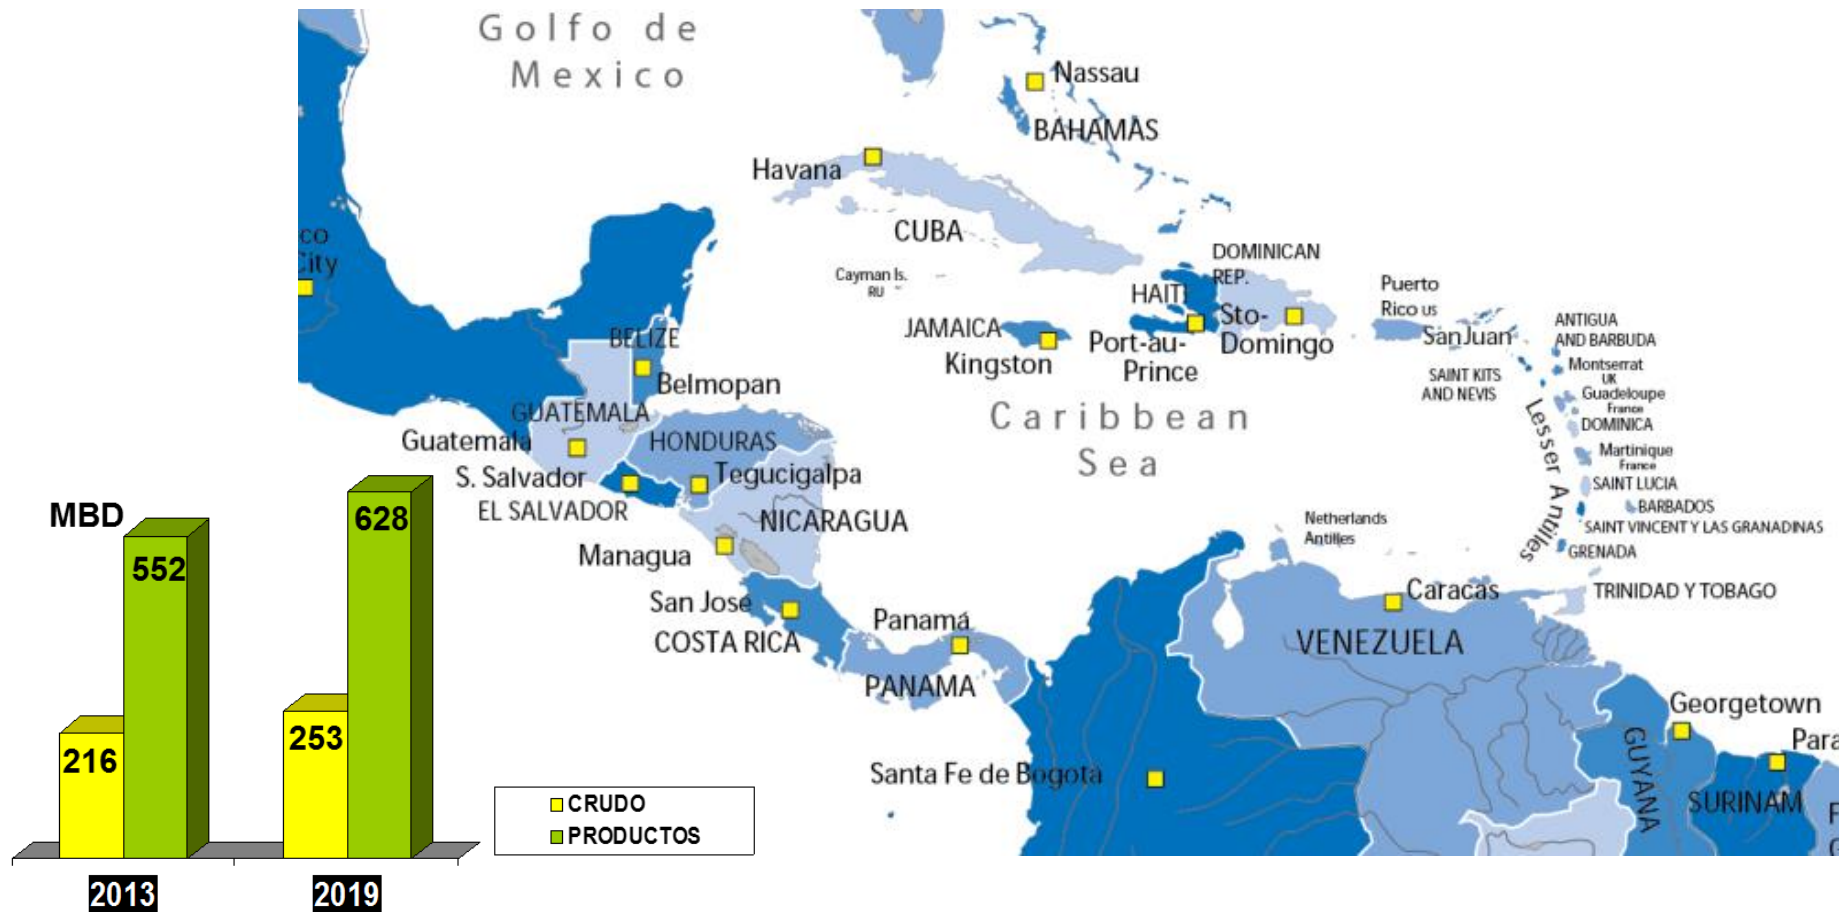 Golfo de
Mexico
Nassau
BAHAMAS
Havana
CUBA
co
City
Cayman Is.
RU
DOMINICAN
REP.
HAITI
Puerto
Rico US
San Juan
JAMAICA
Kingston
Port-au-
Prince
Sto-
Domingo
ANTIGUA
AND BARBUDA
Montserrat
UK
SAINT KITS
AND NEVIS
Guadeloupe
France
DOMINICA
Martinique
France
SAINT LUCIA
BARBADOS
SAINT VINCENT Y LAS GRANADINAS
GRENADA
Lesser Antilles
BELIZE
Belmopan
GUATEMALA
Guatemala
HONDURAS
Tegucigalpa
S. Salvador
EL SALVADOR
NICARAGUA
Managua
Caribbean
Sea
Netherlands
Antilles
San José
COSTA RICA
Panamá
PANAMA
Caracas
VENEZUELA
TRINIDAD Y TOBAGO
Georgetown
GUYANA
Para
SURINAM
F
G
Santa Fe de Bogotá
MBD
552
628
216
253
CRUDO
PRODUCTOS
2013
2019